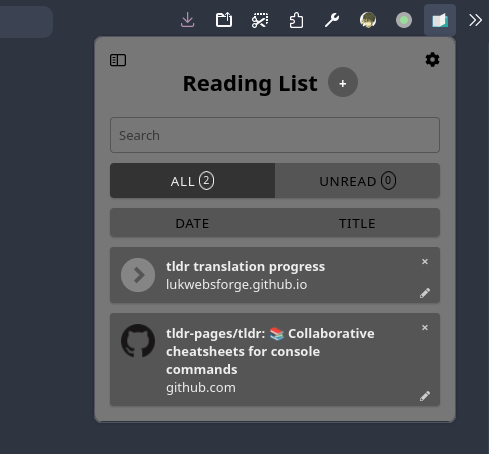 Reading List +
Search
ALL 2 UNREAD 0
DATE TITLE
tldr translation progress ×
lukwebsforge.github.io
tldr-pages/tldr: 📚 Collaborative ×
cheatsheets for console
commands
github.com